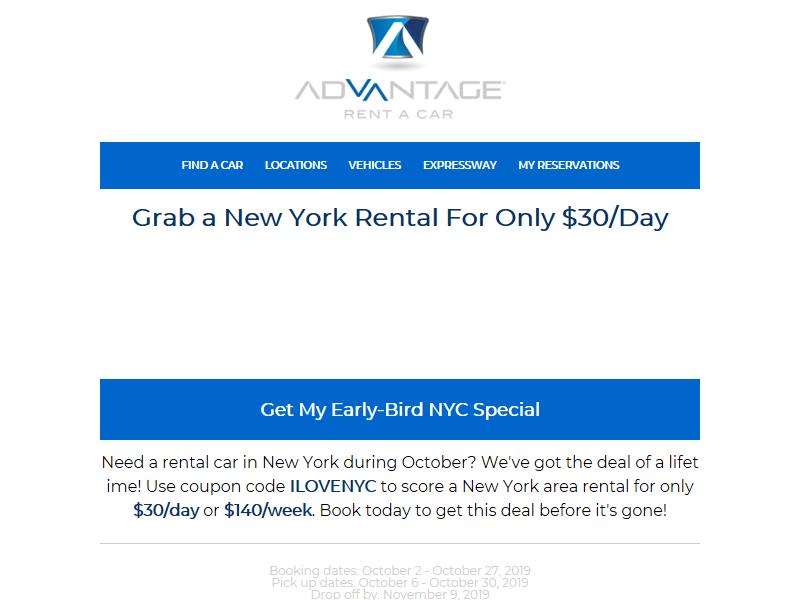 ADVANTAGE
RENT A CAR
FIND A CAR LOCATIONS VEHICLES EXPRESSWAY MY RESERVATIONS
Grab a New York Rental For Only $30/Day
Get My Early-Bird NYC Special
Need a rental car in New York during October? We've got the deal of a lifet
ime! Use coupon code ILOVENYC to score a New York area rental for only
$30/day or $140/week. Book today to get this deal before it's gone!
Booking dates: October 2 - October 27, 2019
Pick up dates: October 6 - October 30, 2019
Drop off by: November 9, 2019